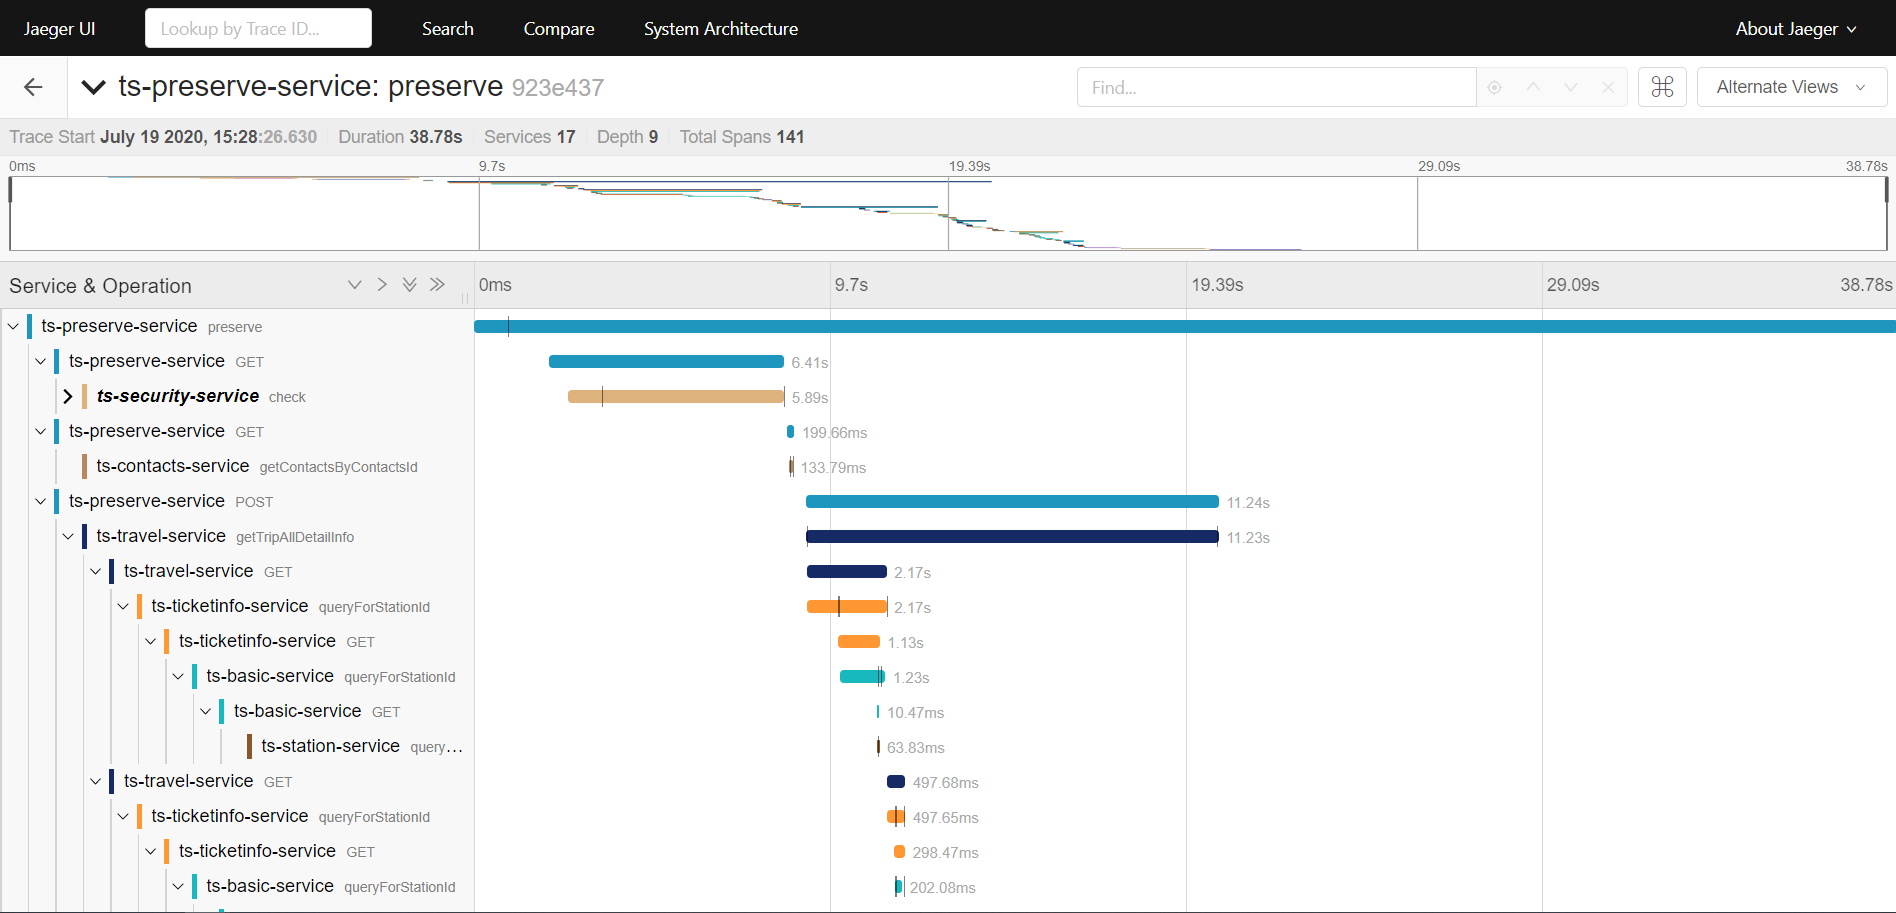 Jaeger UI Lookup by Trace ID... Search Compare System Architecture About Jaeger
ts-preserve-service: preserve 923e437 Find... Alternate Views
Trace Start July 19 2020, 15:28:26.630 Duration 38.78s Services 17 Depth 9 Total Spans 141
0ms 9.7s 19.39s 29.09s 38.78s
Service & Operation 0ms 9.7s 19.39s 29.09s 38.78s
ts-preserve-service preserve
ts-preserve-service GET 6.41s
ts-security-service check 5.89s
ts-preserve-service GET 199.66ms
ts-contacts-service getContactsByContactsId 133.79ms
ts-preserve-service POST 11.24s
ts-travel-service getTripAllDetailInfo 11.23s
ts-travel-service GET 2.17s
ts-ticketinfo-service queryForStationId 2.17s
ts-ticketinfo-service GET 1.13s
ts-basic-service queryForStationId 1.23s
ts-basic-service GET 10.47ms
ts-station-service query... 63.83ms
ts-travel-service GET 497.68ms
ts-ticketinfo-service queryForStationId 497.65ms
ts-ticketinfo-service GET 298.47ms
ts-basic-service queryForStationId 202.08ms